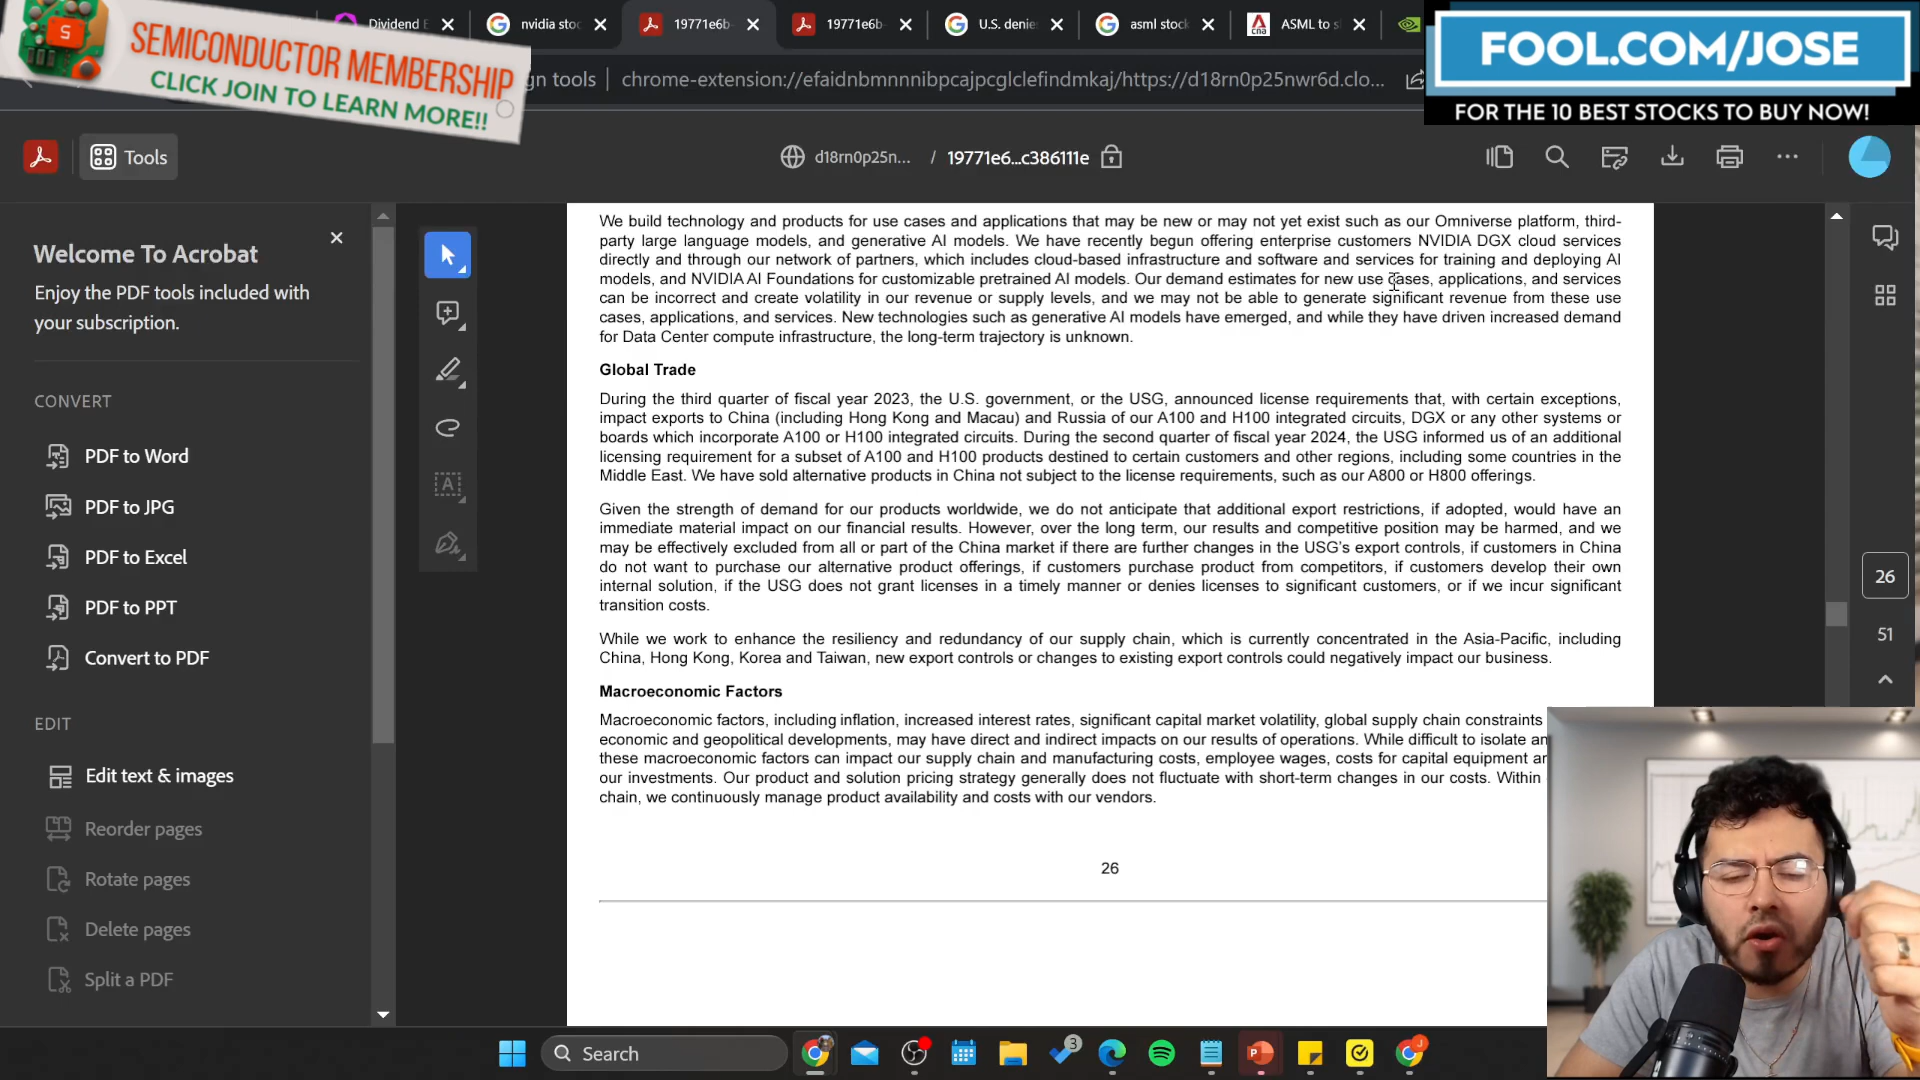 Dividend E
nvidia stoc
19771e6b
19771e6b
U.S. denie
asml stock
ASML to s
SEMICONDUCTOR MEMBERSHIP
CLICK JOIN TO LEARN MORE!!
FOOL.COM/JOSE
FOR THE 10 BEST STOCKS TO BUY NOW!
gn tools
chrome-extension://efaidnbmnnnibpcajpcglclefindmkaj/https://d18rn0p25nwr6d.clo...
Tools
d18rn0p25n... / 19771e6...c386111e
Welcome To Acrobat
Enjoy the PDF tools included with
your subscription.
CONVERT
PDF to Word
PDF to JPG
PDF to Excel
PDF to PPT
Convert to PDF
EDIT
Edit text & images
Reorder pages
Rotate pages
Delete pages
Split a PDF
We build technology and products for use cases and applications that may be new or may not yet exist such as our Omniverse platform, third-
party large language models, and generative AI models. We have recently begun offering enterprise customers NVIDIA DGX cloud services
directly and through our network of partners, which includes cloud-based infrastructure and software and services for training and deploying AI
models, and NVIDIA AI Foundations for customizable pretrained AI models. Our demand estimates for new use cases, applications, and services
can be incorrect and create volatility in our revenue or supply levels, and we may not be able to generate significant revenue from these use
cases, applications, and services. New technologies such as generative AI models have emerged, and while they have driven increased demand
for Data Center compute infrastructure, the long-term trajectory is unknown.
Global Trade
During the third quarter of fiscal year 2023, the U.S. government, or the USG, announced license requirements that, with certain exceptions,
impact exports to China (including Hong Kong and Macau) and Russia of our A100 and H100 integrated circuits, DGX or any other systems or
boards which incorporate A100 or H100 integrated circuits. During the second quarter of fiscal year 2024, the USG informed us of an additional
licensing requirement for a subset of A100 and H100 products destined to certain customers and other regions, including some countries in the
Middle East. We have sold alternative products in China not subject to the license requirements, such as our A800 or H800 offerings.
Given the strength of demand for our products worldwide, we do not anticipate that additional export restrictions, if adopted, would have an
immediate material impact on our financial results. However, over the long term, our results and competitive position may be harmed, and we
may be effectively excluded from all or part of the China market if there are further changes in the USG's export controls, if customers in China
do not want to purchase our alternative product offerings, if customers purchase product from competitors, if customers develop their own
internal solution, if the USG does not grant licenses in a timely manner or denies licenses to significant customers, or if we incur significant
transition costs.
While we work to enhance the resiliency and redundancy of our supply chain, which is currently concentrated in the Asia-Pacific, including
China, Hong Kong, Korea and Taiwan, new export controls or changes to existing export controls could negatively impact our business.
Macroeconomic Factors
Macroeconomic factors, including inflation, increased interest rates, significant capital market volatility, global supply chain constraints
economic and geopolitical developments, may have direct and indirect impacts on our results of operations. While difficult to isolate an
these macroeconomic factors can impact our supply chain and manufacturing costs, employee wages, costs for capital equipment ar
our investments. Our product and solution pricing strategy generally does not fluctuate with short-term changes in our costs. Within
chain, we continuously manage product availability and costs with our vendors.
26
26
51
Search
3